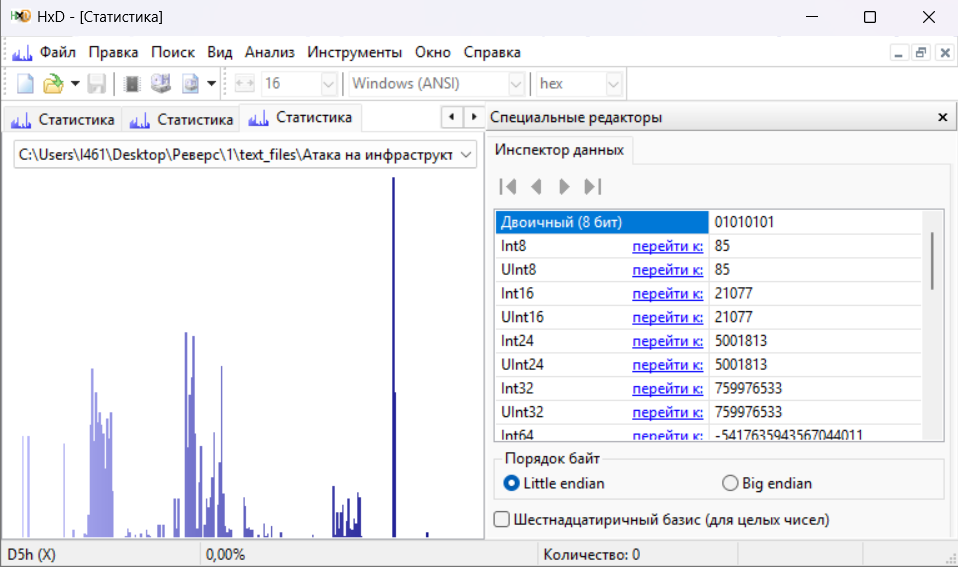 HxD - [Статистика]
Файл Правка Поиск Вид Анализ Инструменты Окно Справка
16 Windows (ANSI) hex
Статистика Статистика Статистика
Специальные редакторы
C:\Users\I461\Desktop\Реверс\1\text_files\Атака на инфраструкт
Инспектор данных
Двоичный (8 бит) 01010101
Int8 перейти к: 85
UInt8 перейти к: 85
Int16 перейти к: 21077
UInt16 перейти к: 21077
Int24 перейти к: 5001813
UInt24 перейти к: 5001813
Int32 перейти к: 759976533
UInt32 перейти к: 759976533
Int64 перейти к: -5417635943567044011
Порядок байт
Little endian Big endian
Шестнадцатиричный базис (для целых чисел)
D5h (X) 0,00% Количество: 0